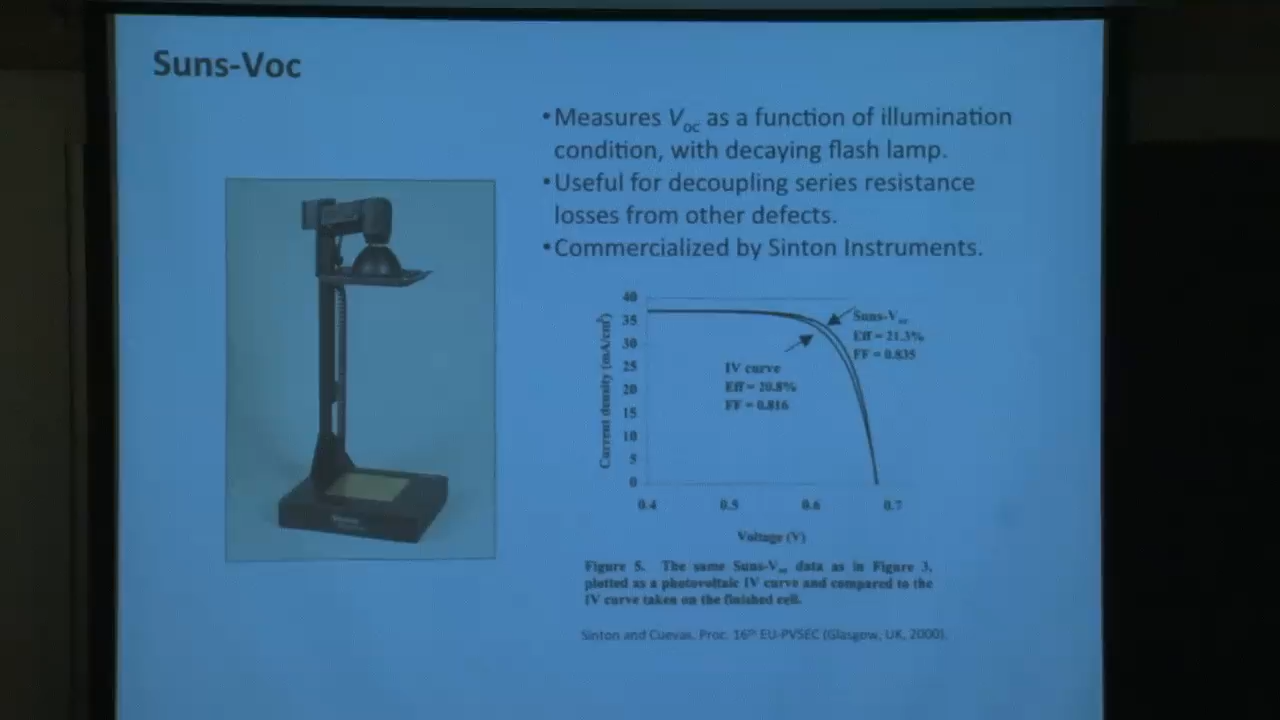 Suns-Voc
•Measures Voc as a function of illumination
condition, with decaying flash lamp.
•Useful for decoupling series resistance
losses from other defects.
•Commercialized by Sinton Instruments.
40
35
30
25
20
15
10
5
0
Current density (mA/cm²)
Suns-Voc
Eff = 21.3%
FF = 0.835
IV curve
Eff = 20.8%
FF = 0.816
0.4 0.5 0.6 0.7
Voltage (V)
Figure 5. The same Suns-Voc data as in Figure 3,
plotted as a photovoltaic IV curve and compared to the
IV curve taken on the finished cell.
Sinton and Cuevas, Proc. 16th EU-PVSEC (Glasgow, UK, 2000).